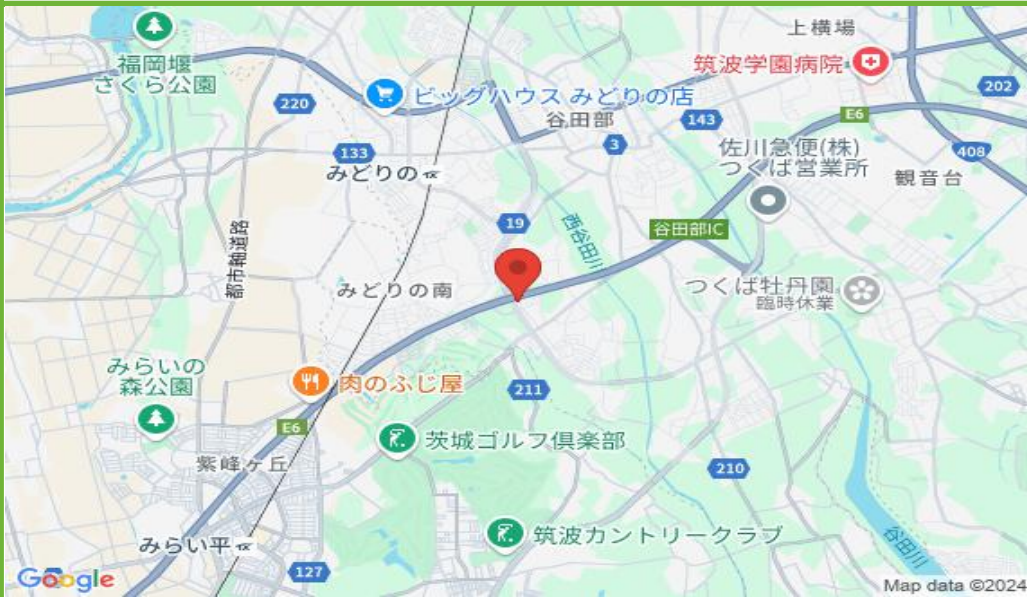 上横場
福岡堰
さくら公園
筑波学園病院
202
220
ビッグハウス みどりの店
谷田部
143
E6
3
408
133
みどりの
佐川急便(株)
つくば営業所
観音台
19
西谷田川
谷田部IC
都市軸道路
みどりの南
つくば牡丹園
臨時休業
みらいの
森公園
肉のふじ屋
211
E6
茨城ゴルフ倶楽部
紫峰ヶ丘
210
筑波カントリークラブ
谷田川
みらい平
127
Google
Map data ©2024